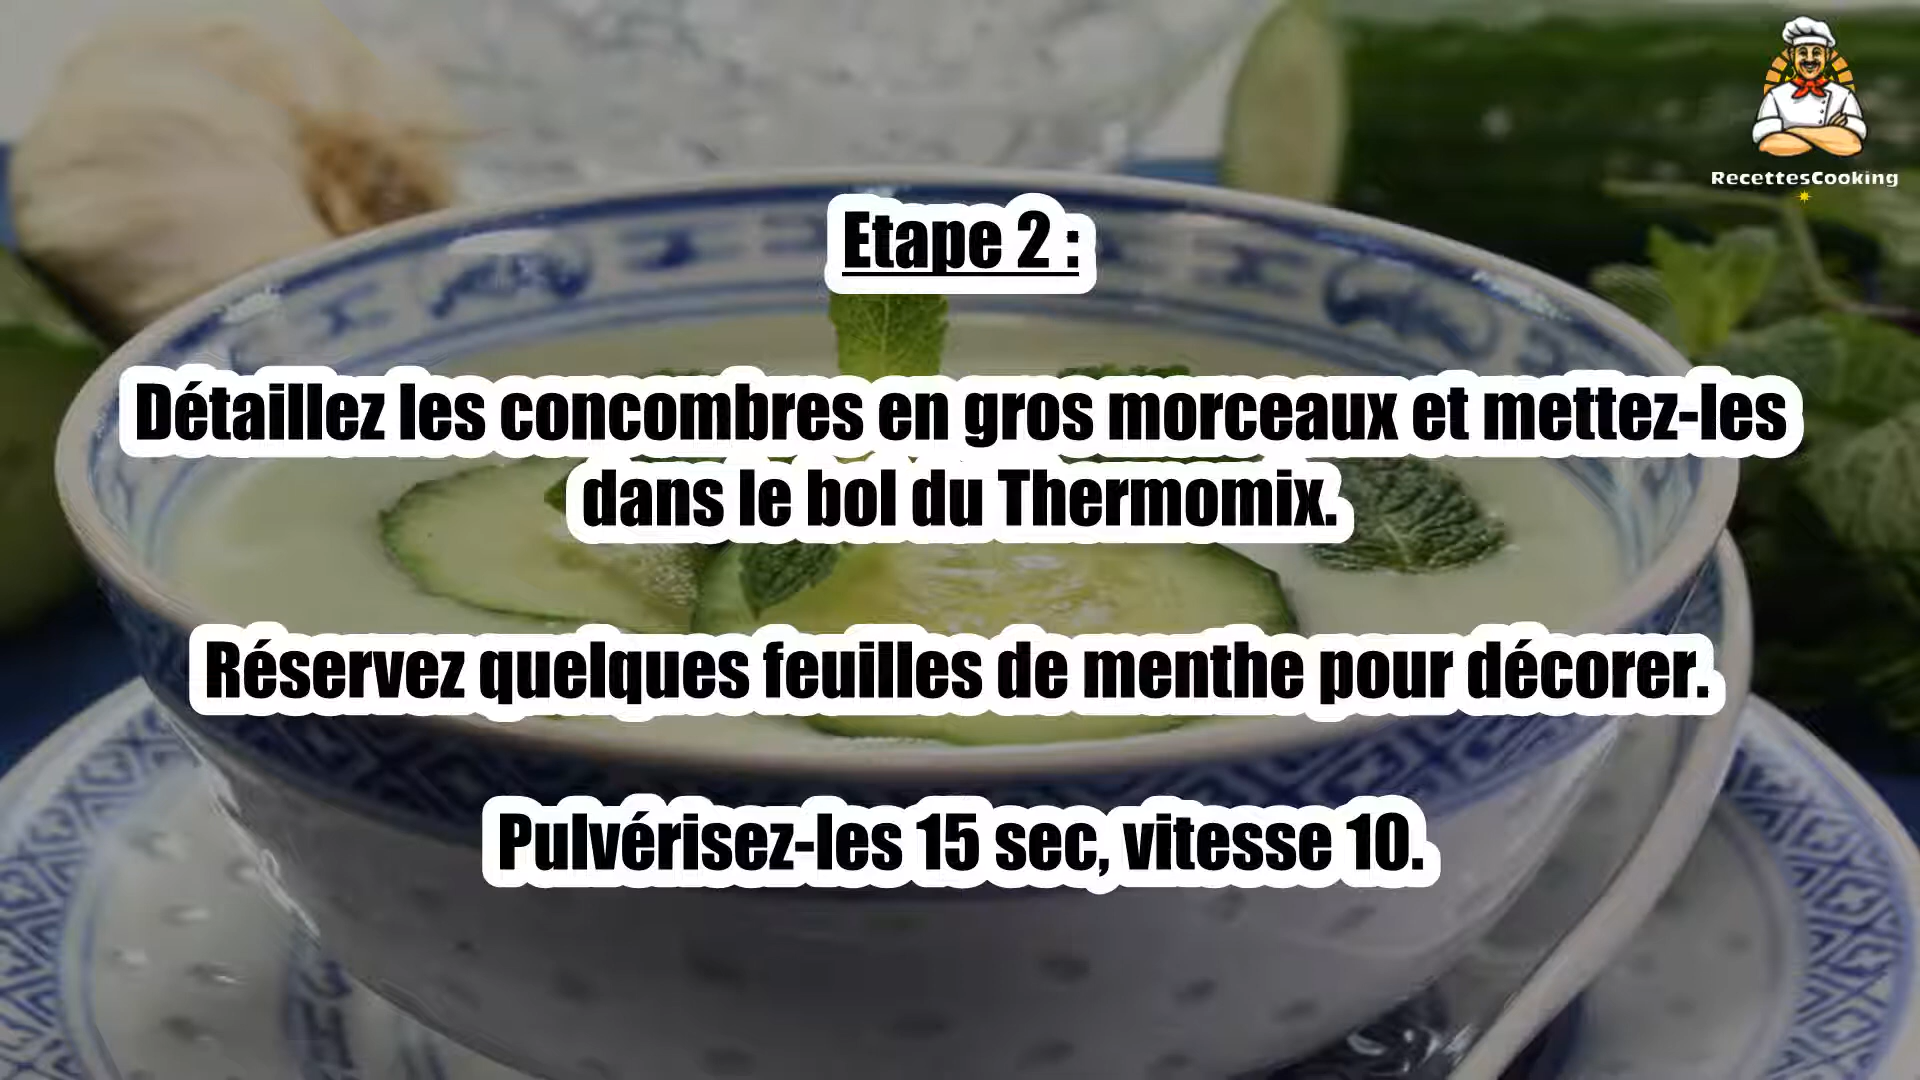 RecettesCooking
Etape 2 :
Détaillez les concombres en gros morceaux et mettez-les
dans le bol du Thermomix.
Réservez quelques feuilles de menthe pour décorer.
Pulvérisez-les 15 sec, vitesse 10.